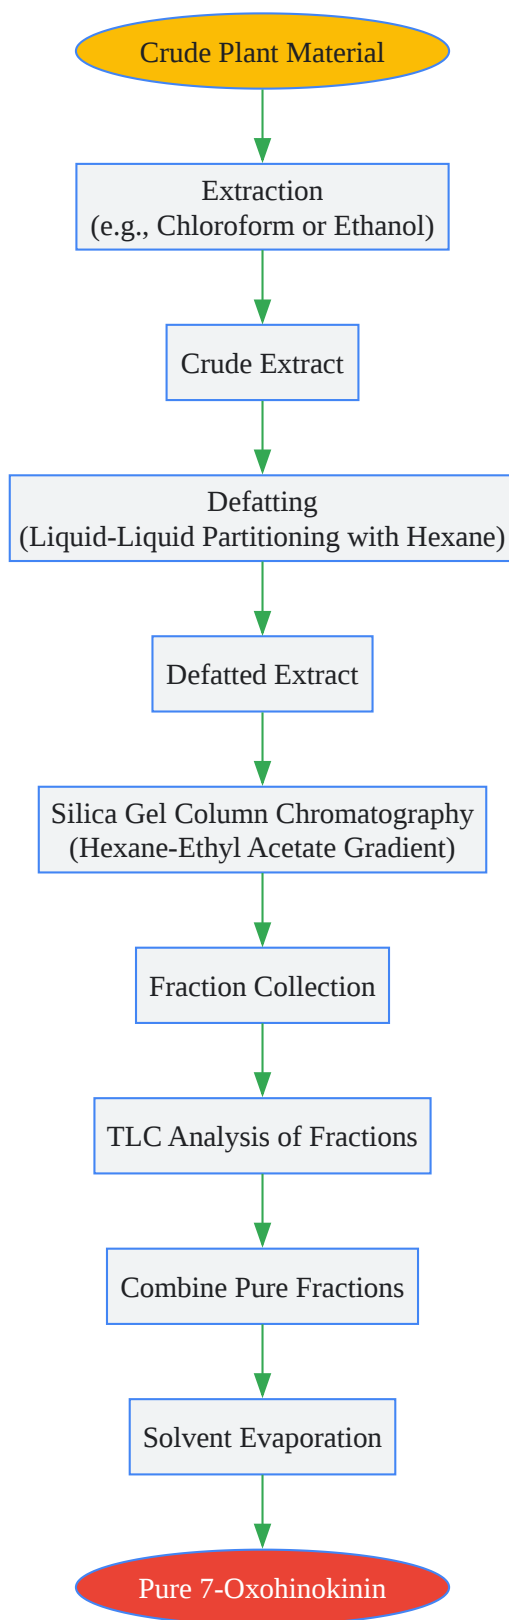 Crude Plant Material
Extraction
(e.g., Chloroform or Ethanol)
Crude Extract
Defatting
(Liquid-Liquid Partitioning with Hexane)
Defatted Extract
Silica Gel Column Chromatography
(Hexane-Ethyl Acetate Gradient)
Fraction Collection
TLC Analysis of Fractions
Combine Pure Fractions
Solvent Evaporation
Pure 7-Oxohinokinin